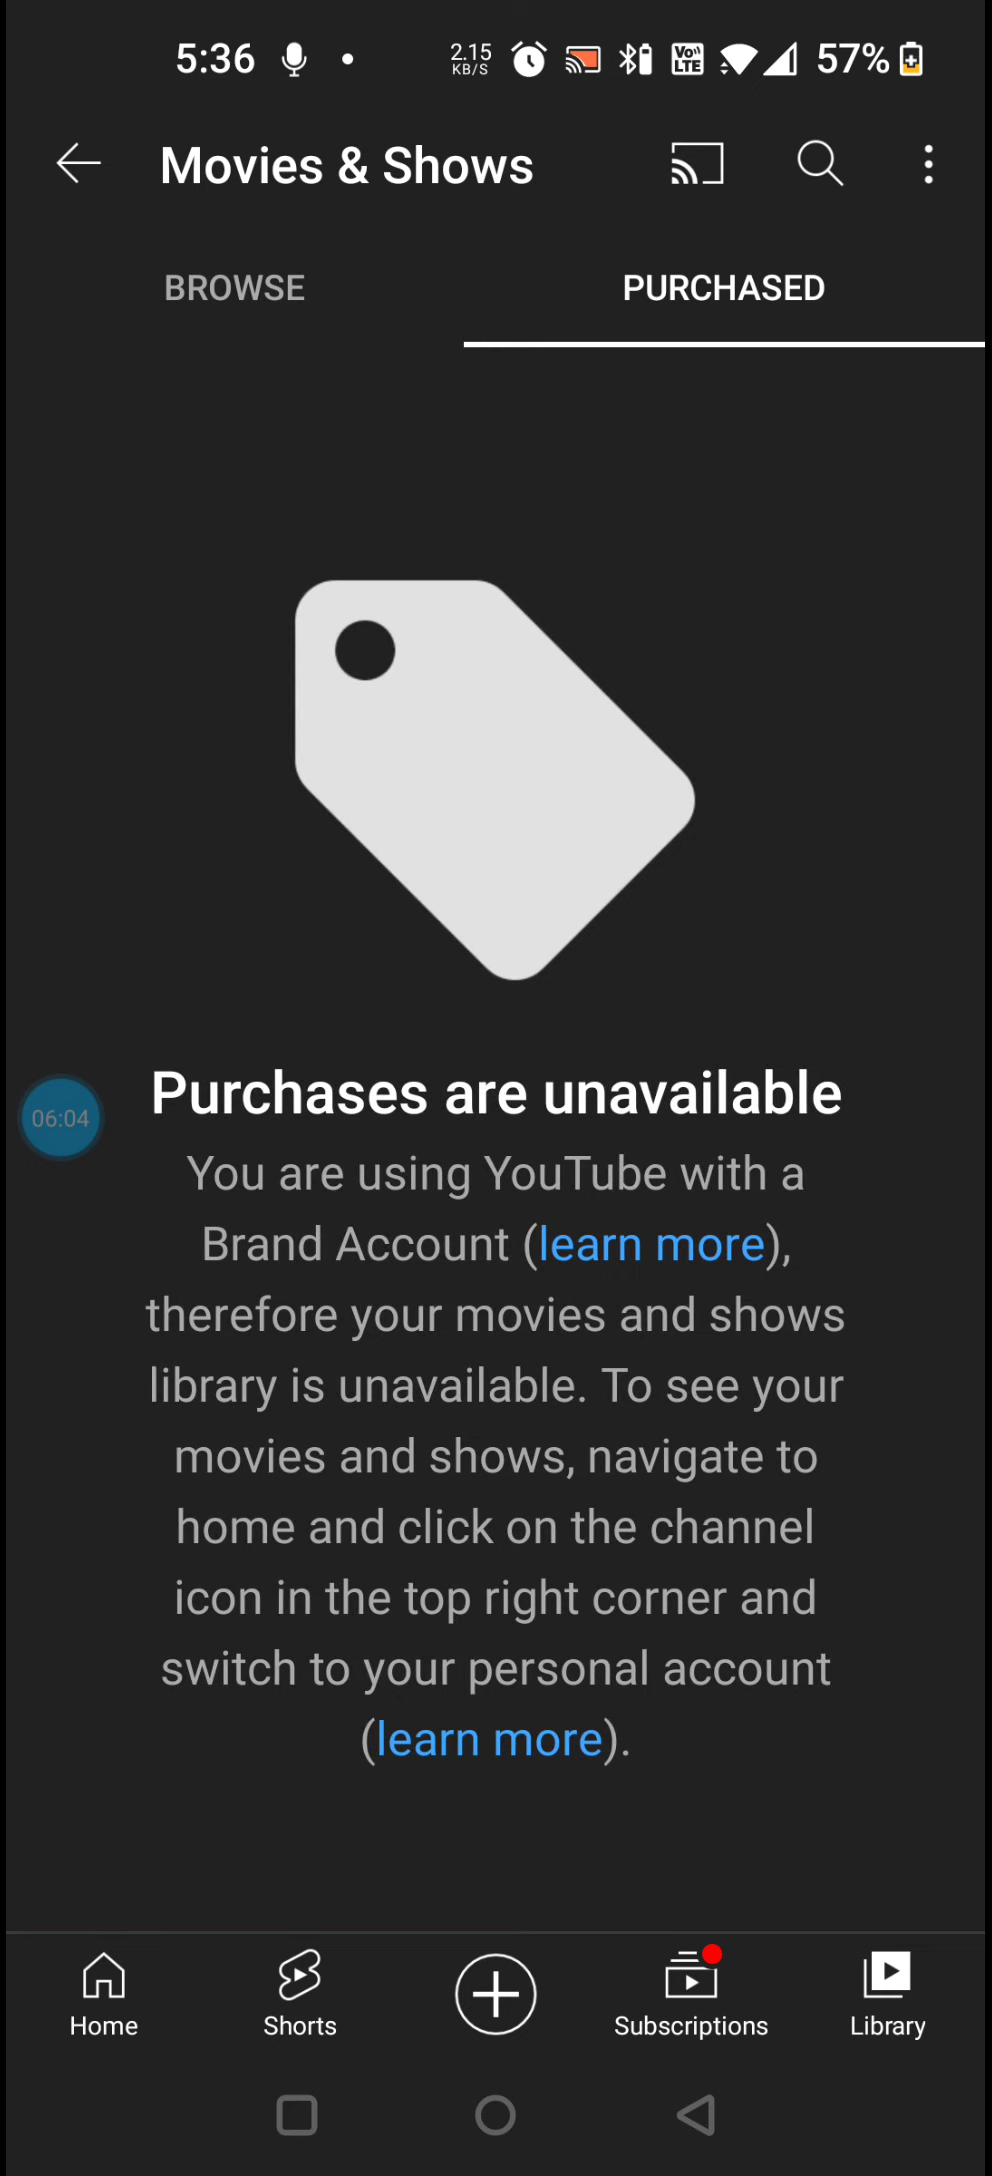 5:36 2.15 KB/S Vo)) LTE 57%
Movies & Shows
BROWSE PURCHASED
Purchases are unavailable
06:04
You are using YouTube with a
Brand Account (learn more),
therefore your movies and shows
library is unavailable. To see your
movies and shows, navigate to
home and click on the channel
icon in the top right corner and
switch to your personal account
(learn more).
Home Shorts Subscriptions Library